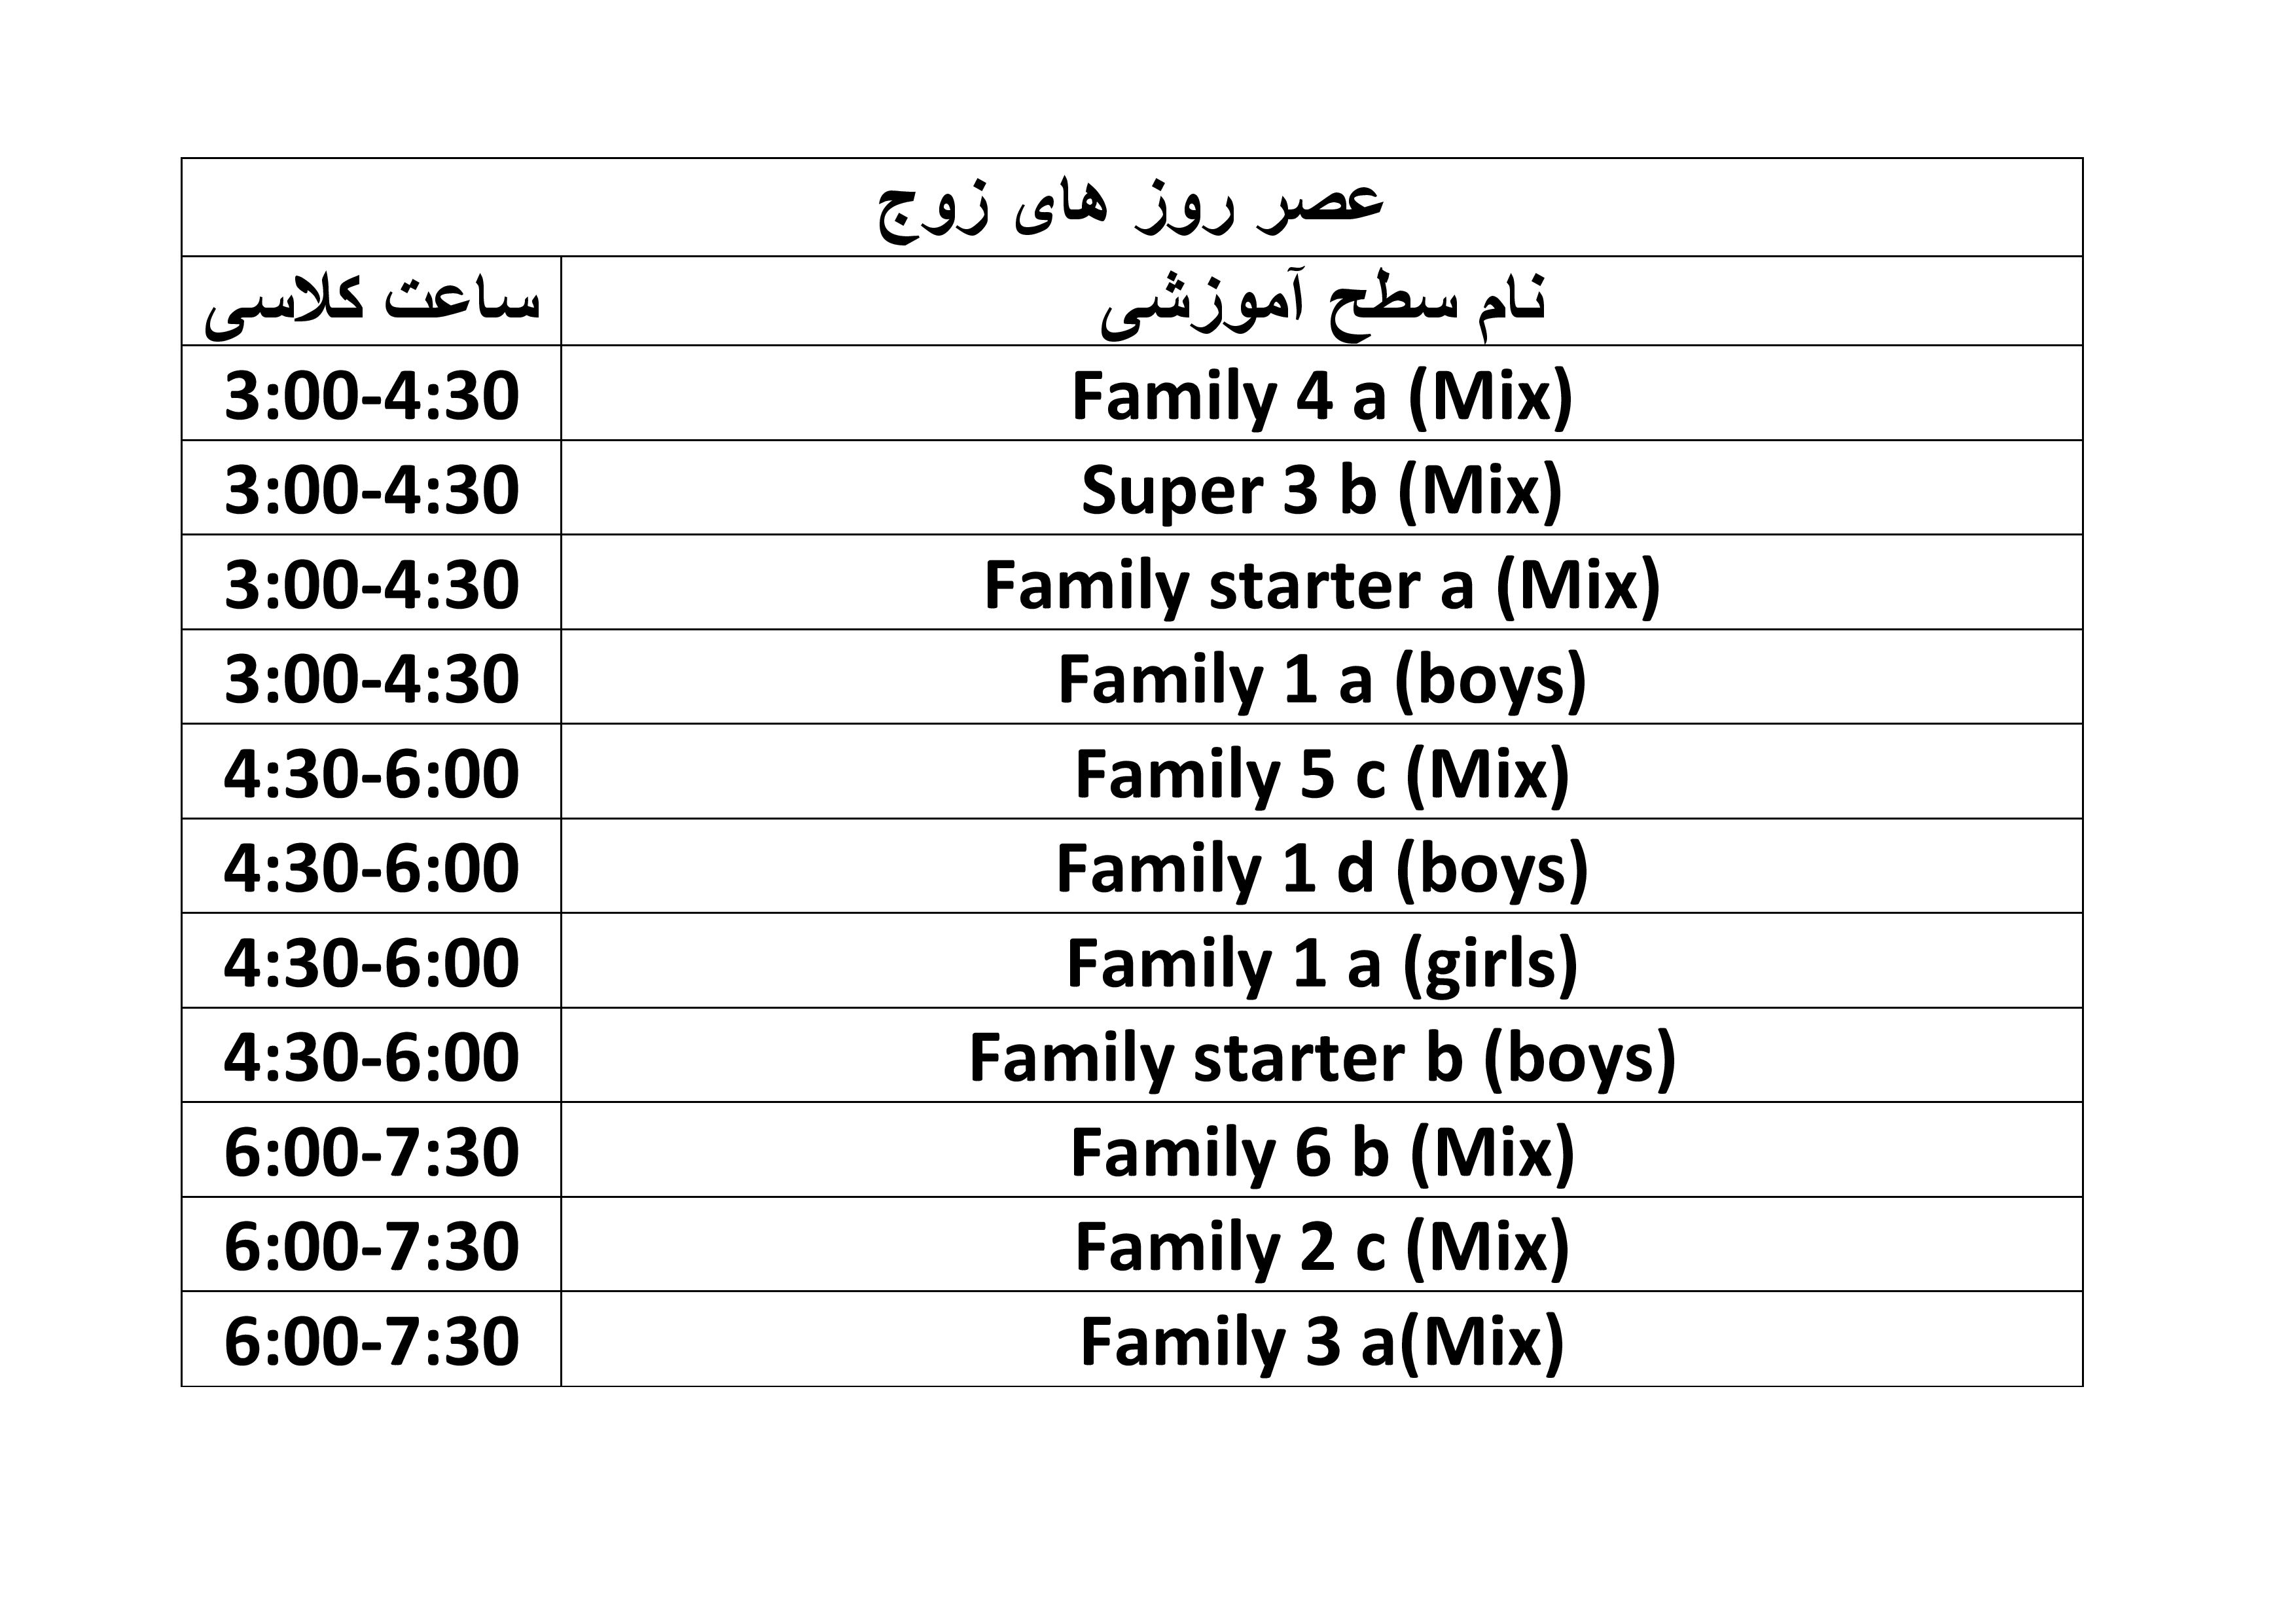 عصر روز های زوج
ساعت کلاسی نام سطح آموزشی
3:00-4:30 Family 4 a (Mix)
3:00-4:30 Super 3 b (Mix)
3:00-4:30 Family starter a (Mix)
3:00-4:30 Family 1 a (boys)
4:30-6:00 Family 5 c (Mix)
4:30-6:00 Family 1 d (boys)
4:30-6:00 Family 1 a (girls)
4:30-6:00 Family starter b (boys)
6:00-7:30 Family 6 b (Mix)
6:00-7:30 Family 2 c (Mix)
6:00-7:30 Family 3 a(Mix)